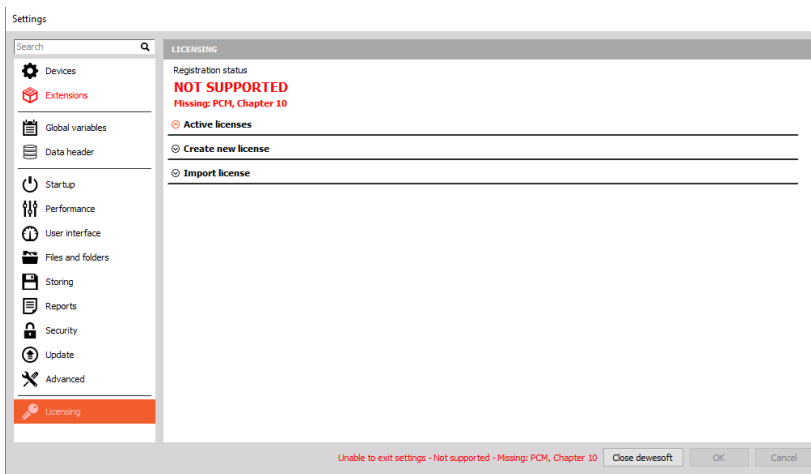 Settings
Search
Devices
Extensions
Global variables
Data header
Startup
Performance
User interface
Files and folders
Storing
Reports
Security
Update
Advanced
Licensing
LICENSING
Registration status
NOT SUPPORTED
Missing: PCM, Chapter 10
Active licenses
Create new license
Import license
Unable to exit settings - Not supported - Missing: PCM, Chapter 10 Close dewesoft OK Cancel